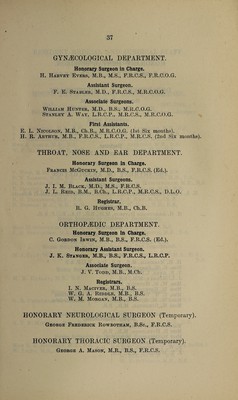 37
GYNÆCOLOGICAL DEPARTMENT.
Honorary Surgeon in Charge.
H. Harvey Evers, M.B., M.S., F.R.C.S., F.R.C.O.G.
Assistant Surgeon.
F. E. Stabler, M.D., F.R.C.S., M.R.C.O.G.
Associate Surgeons.
William Hunter, M.D., B.S., M.R.C.O.G.
Stanley A. Way, L.R.C.P., M.R.C.S., M.R.C.O.G.
First Assistants.
E. L. Nicolson, M.B., Ch.B., M.R.C.O.G. (1st Six months).
H. R. Arthur, M.B., F.R.C.S., L.R.C.P., M.R.C.S. (2nd Six months).
THROAT, NOSE AND EAR DEPARTMENT.
Honorary Surgeon in Charge.
Francis McGuckin, M.D., B.S., F.R.C.S. (Ed.).
Assistant Surgeons.
J. I. M. Black, M.D., M.S., F.R.C.S.
J. L. Reid, B.M., B.Ch., L.R.C.P., M.R.C.S., D.L.O.
Registrar.
R. G. Hughes, M.B., Ch.B.
ORTHOPÆDIC DEPARTMENT.
Honorary Surgeon in Charge.
C. Gordon Irwin, M.B., B.S., F.R.C.S. (Ed.).
Honorary Assistant Surgeon.
J. K. Stanger, M.B., B.S., F.R.C.S., L.R.C.P.
Associate Surgeon.
J. V. Todd, M.B., M.Ch.
Registrars.
I. N. Maciver, M.B., B.S.
W. G. A. Riddle, M.B., B.S.
W. M. Morgan, M.B., B.S.
HONORARY NEUROLOGICAL SURGEON (Temporary).
George Frederick Rowbotham, B.Sc., F.R.C.S.
HONORARY THORACIC SURGEON (Temporary).
George A. Mason, M.B., B.S., F.R.C.S.